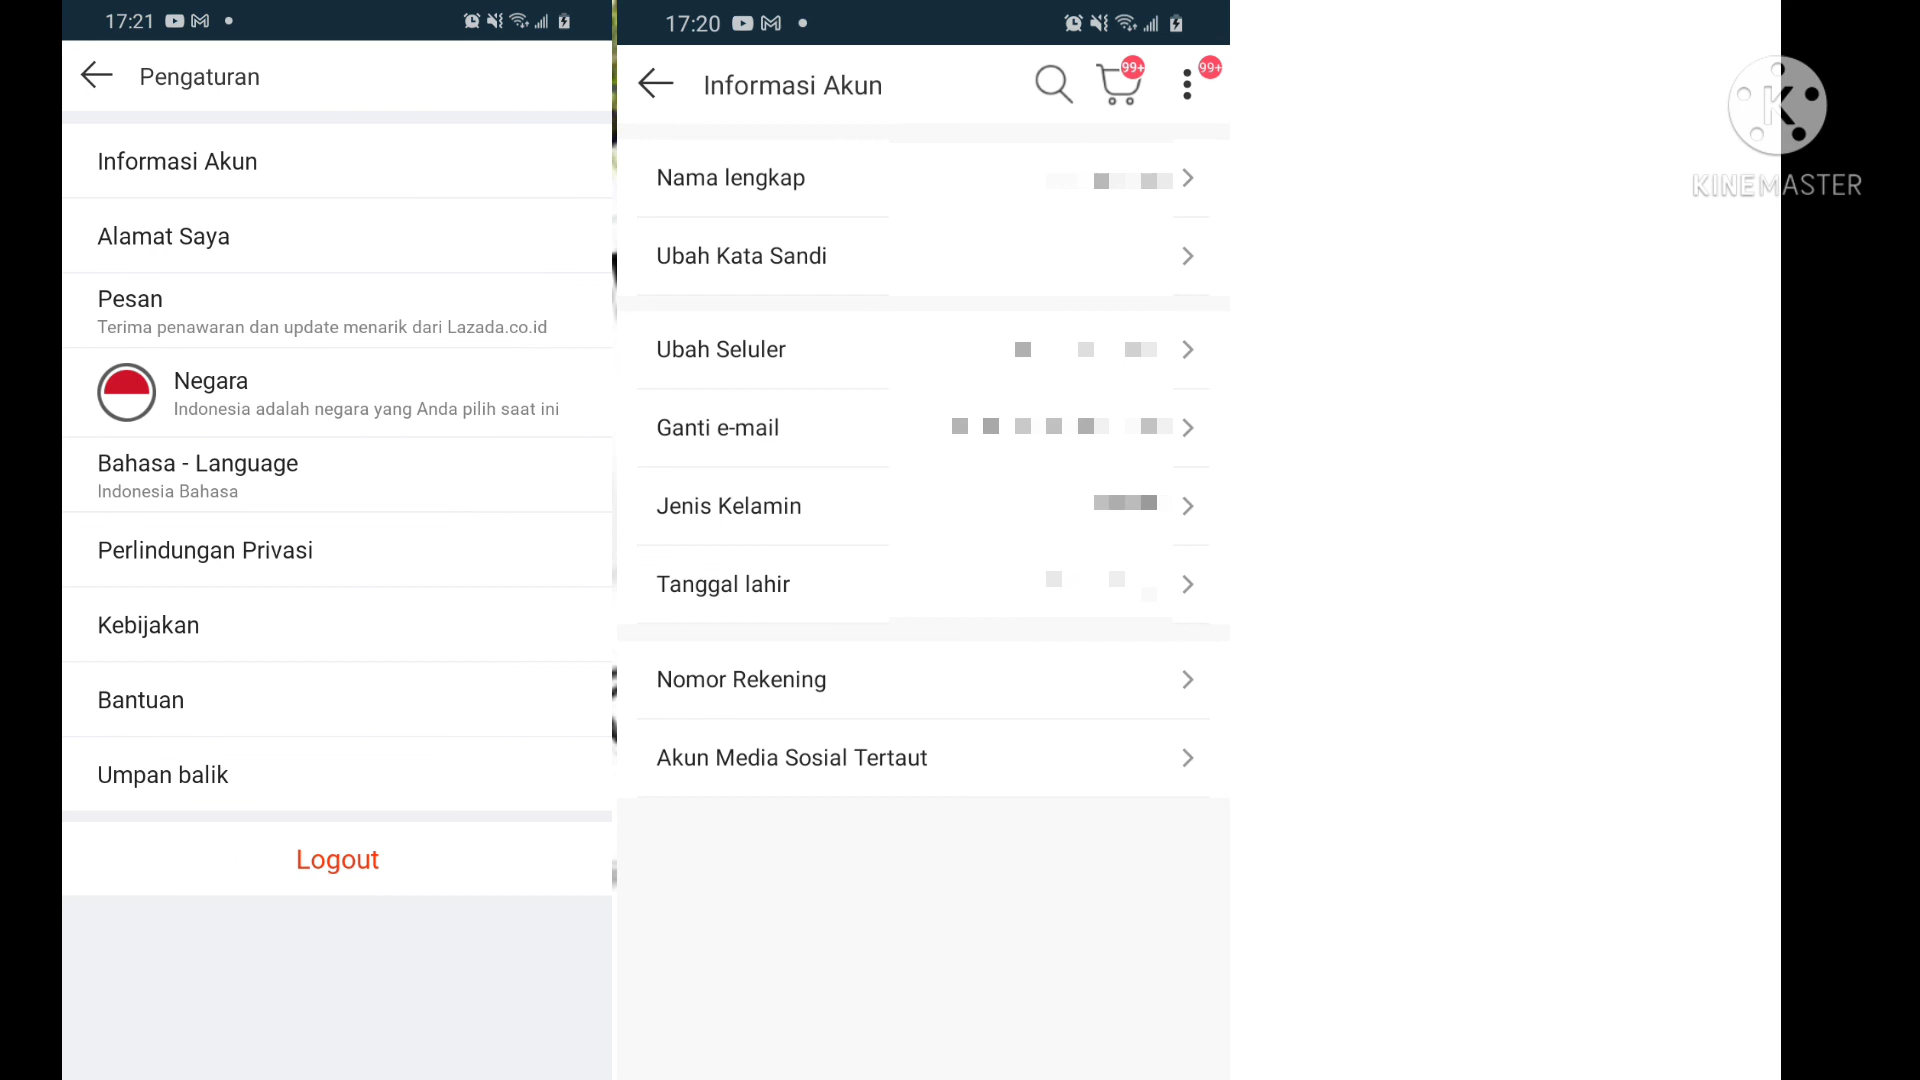 17:21
Pengaturan
Informasi Akun
Alamat Saya
Pesan
Terima penawaran dan update menarik dari Lazada.co.id
Negara
Indonesia adalah negara yang Anda pilih saat ini
Bahasa - Language
Indonesia Bahasa
Perlindungan Privasi
Kebijakan
Bantuan
Umpan balik
Logout
17:20
Informasi Akun
99+
99+
Nama lengkap
Ubah Kata Sandi
Ubah Seluler
Ganti e-mail
Jenis Kelamin
Tanggal lahir
Nomor Rekening
Akun Media Sosial Tertaut
K
KINEMASTER